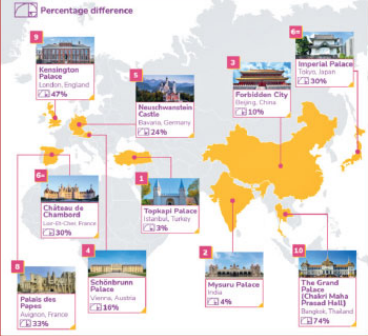 Percentage difference
9
Kensington
Palace
London, England
47%
5
Neuschwanstein
Castle
Bavaria, Germany
24%
3
Forbidden City
Beijing, China
10%
6=
Imperial Palace
Tokyo, Japan
30%
6=
Château de
Chambord
Loir-Et-Cher, France
30%
1
Topkapi Palace
Istanbul, Turkey
3%
8
Palais des
Papes
Avignon, France
33%
4
Schönbrunn
Palace
Vienna, Austria
16%
2
Mysuru Palace
India
4%
10
The Grand
Palace
(Chakri Maha
Prasad Hall)
Bangkok, Thailand
74%